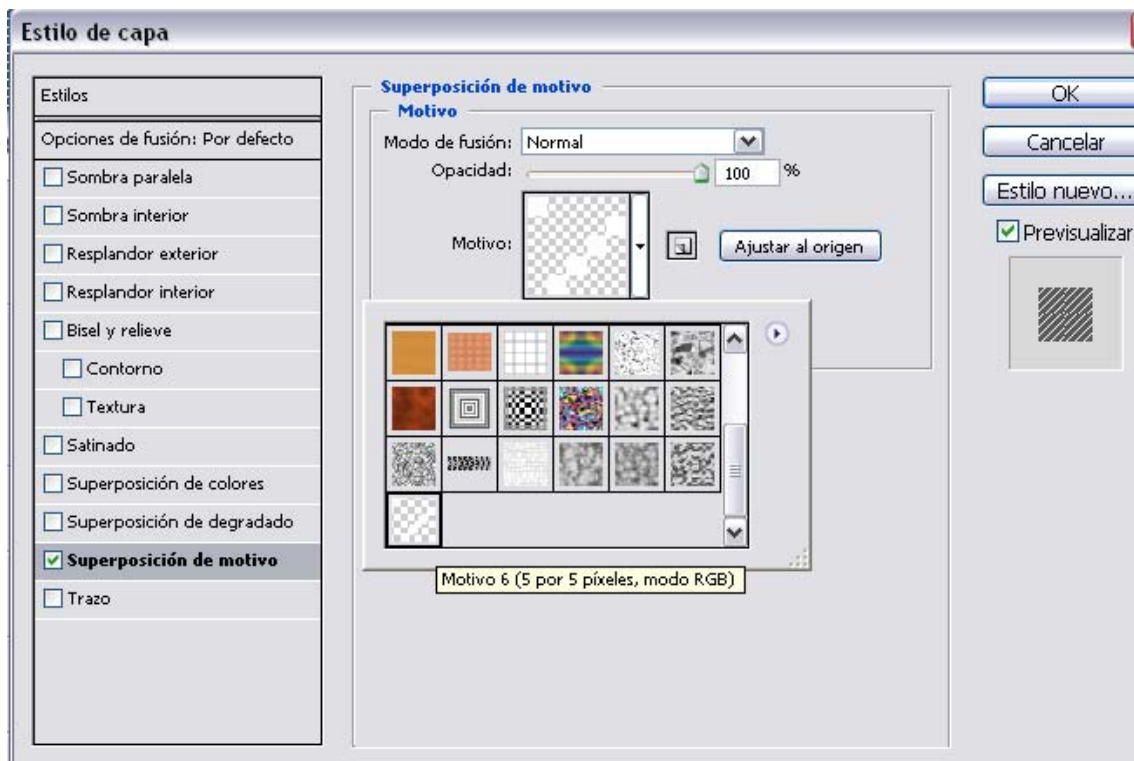 Estilo de capa
Estilos
Opciones de fusión: Por defecto
Sombra paralela
Sombra interior
Resplandor exterior
Resplandor interior
Bisel y relieve
Contorno
Textura
Satinado
Superposición de colores
Superposición de degradado
Superposición de motivo
Trazo
Superposición de motivo
Motivo
Modo de fusión: Normal
Opacidad: 100 %
Motivo: Ajustar al origen
Motivo 6 (5 por 5 píxeles, modo RGB)
OK
Cancelar
Estilo nuevo...
Previsualizar